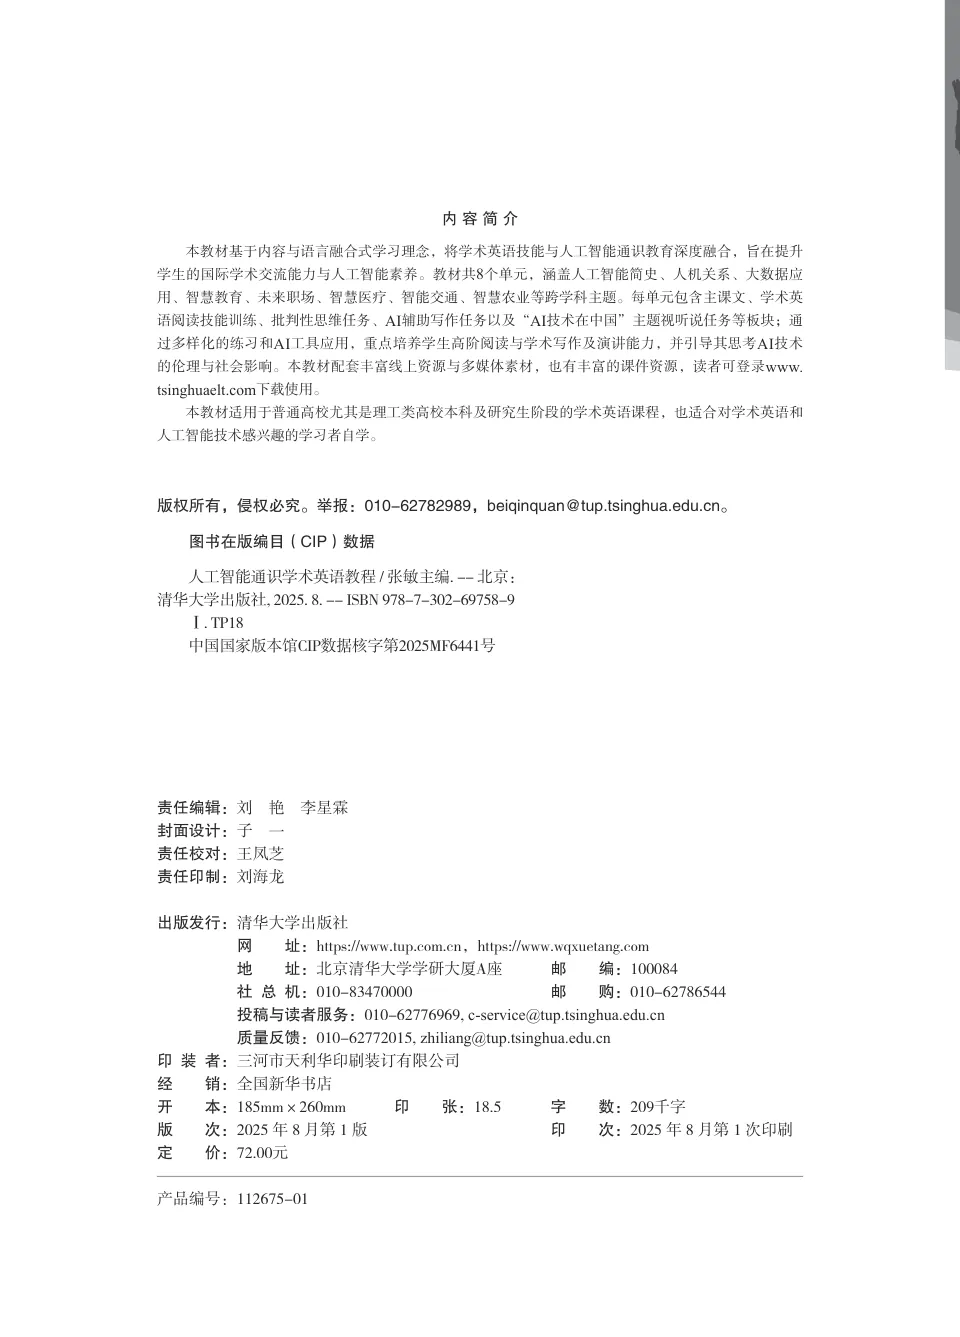 内容简介
本教材基于内容与语言融合式学习理念，将学术英语技能与人工智能通识教育深度融合，旨在提升
学生的国际学术交流能力与人工智能素养。教材共8个单元，涵盖人工智能简史、人机关系、大数据应
用、智慧教育、未来职场、智慧医疗、智能交通、智慧农业等跨学科主题。每单元包含主课文、学术英
语阅读技能训练、批判性思维任务、AI辅助写作任务以及“AI技术在中国”主题视听说任务等板块；通
过多样化的练习和AI工具应用，重点培养学生高阶阅读与学术写作及演讲能力，并引导其思考AI技术
的伦理与社会影响。本教材配套丰富线上资源与多媒体素材，也有丰富的课件资源，读者可登录www.
tsinghuaelt.com下载使用。
本教材适用于普通高校尤其是理工类高校本科及研究生阶段的学术英语课程，也适合对学术英语和
人工智能技术感兴趣的学习者自学。
版权所有，侵权必究。举报：010-62782989，beiqinquan@tup.tsinghua.edu.cn。
图书在版编目（CIP）数据
人工智能通识学术英语教程 / 张敏主编. -- 北京：
清华大学出版社, 2025. 8. -- ISBN 978-7-302-69758-9
Ⅰ. TP18
中国国家版本馆CIP数据核字第2025MF6441号
责任编辑：刘　艳　李星霖
封面设计：子　一
责任校对：王凤芝
责任印制：刘海龙
出版发行：清华大学出版社
网　　址：https://www.tup.com.cn，https://www.wqxuetang.com
地　　址：北京清华大学学研大厦A座　　　邮　　编：100084
社 总 机：010-83470000　　　邮　　购：010-62786544
投稿与读者服务：010-62776969, c-service@tup.tsinghua.edu.cn
质量反馈：010-62772015, zhiliang@tup.tsinghua.edu.cn
印 装 者：三河市天利华印刷装订有限公司
经　　销：全国新华书店
开　　本：185mm × 260mm　　　印　　张：18.5　　　字　　数：209千字
版　　次：2025 年 8 月第 1 版　　　印　　次：2025 年 8 月第 1 次印刷
定　　价：72.00元
产品编号：112675-01